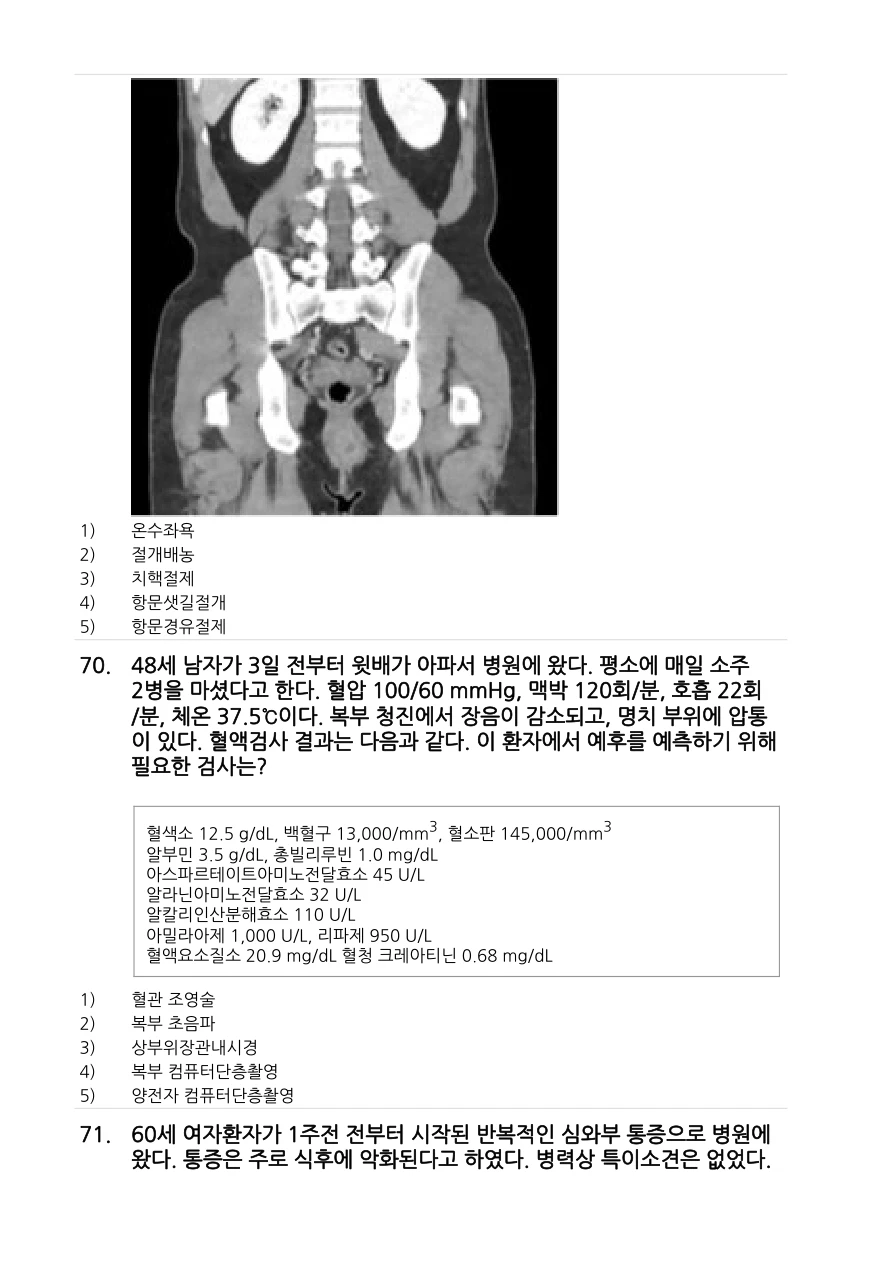 1) 온수좌욕
2) 절개배농
3) 치핵절제
4) 항문샛길절개
5) 항문경유절제
70. 48세 남자가 3일 전부터 윗배가 아파서 병원에 왔다. 평소에 매일 소주
2병을 마셨다고 한다. 혈압 100/60 mmHg, 맥박 120회/분, 호흡 22회
/분, 체온 37.5℃이다. 복부 청진에서 장음이 감소되고, 명치 부위에 압통
이 있다. 혈액검사 결과는 다음과 같다. 이 환자에서 예후를 예측하기 위해
필요한 검사는?
혈색소 12.5 g/dL, 백혈구 13,000/mm³, 혈소판 145,000/mm³
알부민 3.5 g/dL, 총빌리루빈 1.0 mg/dL
아스파르테이트아미노전달효소 45 U/L
알라닌아미노전달효소 32 U/L
알칼리인산분해효소 110 U/L
아밀라아제 1,000 U/L, 리파제 950 U/L
혈액요소질소 20.9 mg/dL 혈청 크레아티닌 0.68 mg/dL
1) 혈관 조영술
2) 복부 초음파
3) 상부위장관내시경
4) 복부 컴퓨터단층촬영
5) 양전자 컴퓨터단층촬영
71. 60세 여자환자가 1주전 전부터 시작된 반복적인 심와부 통증으로 병원에
왔다. 통증은 주로 식후에 악화된다고 하였다. 병력상 특이소견은 없었다.